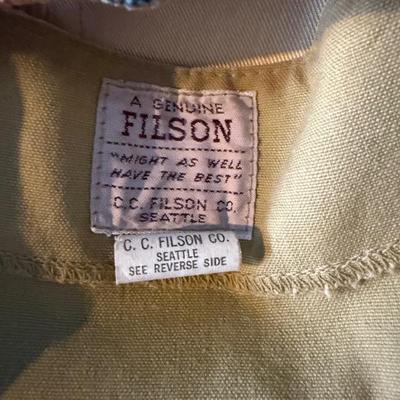 A GENUINE
FILSON
"MIGHT AS WELL
HAVE THE BEST"
C.C. FILSON CO.
SEATTLE
C. C. FILSON CO.
SEATTLE
SEE REVERSE SIDE